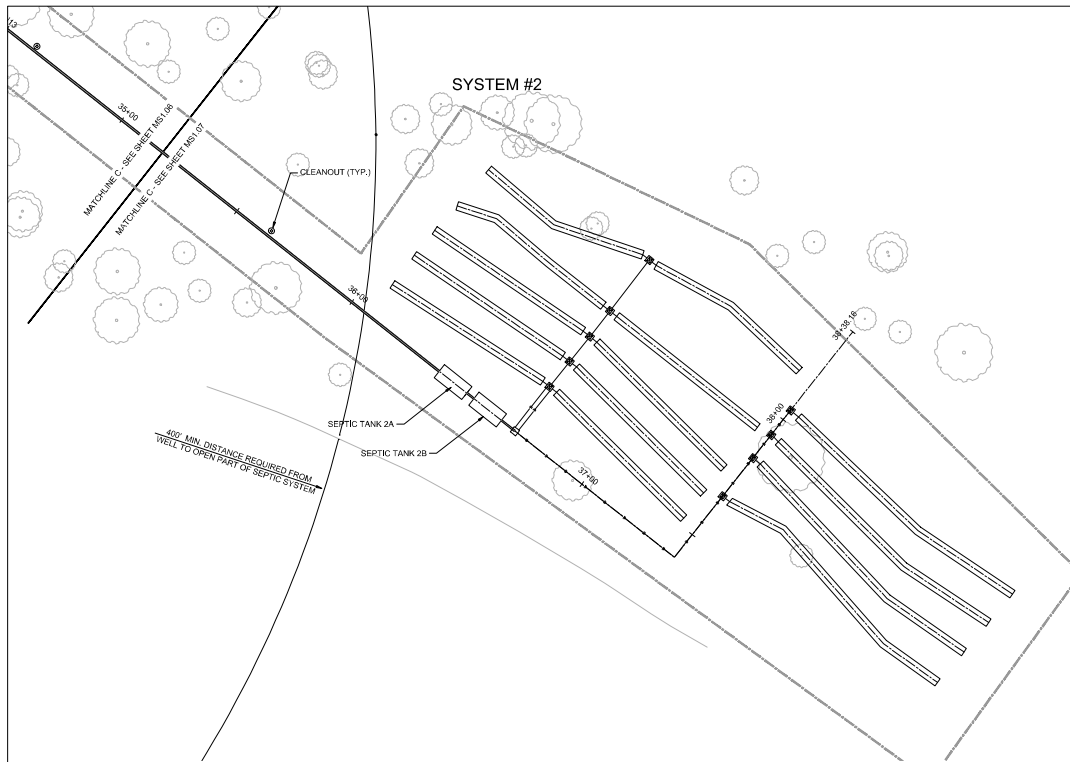 SYSTEM #2
35+00
MATCHLINE C - SEE SHEET MS1.06
MATCHLINE C - SEE SHEET MS1.07
CLEANOUT (TYP.)
36+00
38+38.16
SEPTIC TANK 2A
38+00
400' MIN. DISTANCE REQUIRED FROM
WELL TO OPEN PART OF SEPTIC SYSTEM
SEPTIC TANK 2B
37+00